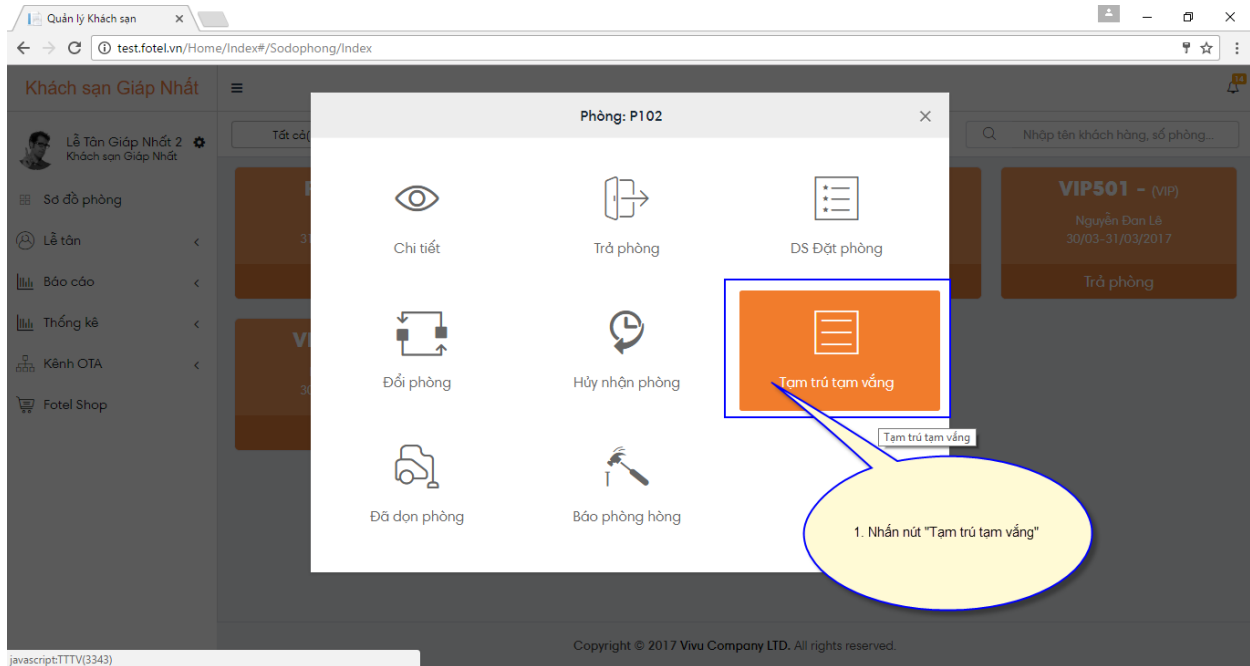 Quản lý Khách sạn
test.fotel.vn/Home/Index#/Sodophong/Index
Khách sạn Giáp Nhất
14
Lễ Tân Giáp Nhất 2
Khách sạn Giáp Nhất
Sơ đồ phòng
Lễ tân
Báo cáo
Thống kê
Kênh OTA
Fotel Shop
Tất cả(
Nhập tên khách hàng, số phòng...
Phòng: P102
Chi tiết
Trả phòng
DS Đặt phòng
Đổi phòng
Hủy nhận phòng
Tạm trú tạm vắng
Tạm trú tạm vắng
Đã dọn phòng
Báo phòng hỏng
1. Nhấn nút "Tạm trú tạm vắng"
VIP501 - (VIP)
Nguyễn Đan Lê
30/03-31/03/2017
Trả phòng
Copyright © 2017 Vivu Company LTD. All rights reserved.
javascript:TTTV(3343)